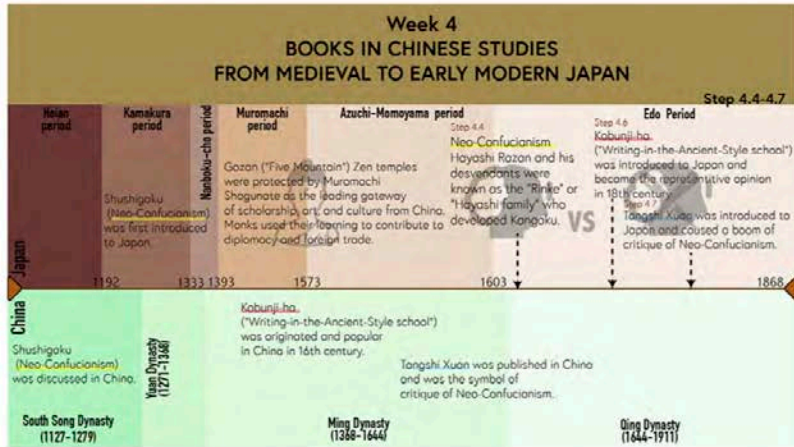 Week 4
BOOKS IN CHINESE STUDIES
FROM MEDIEVAL TO EARLY MODERN JAPAN
Step 4.4-4.7
Heian
period
Kamakura
period
Nanboku-cho period
Muromachi
period
Azuchi-Momoyama period
Edo Period
Shushigaku
(Neo-Confucianism)
was first introduced
to Japan.
Gozan ("Five Mountain") Zen temples
were protected by Muromachi
Shogunate as the leading gateway
of scholarship, art, and culture from China.
Monks used their learning to contribute to
diplomacy and foreign trade.
Step 4.4
Neo-Confucianism
Hayashi Razan and his
desvendants were
known as the "Rinke" or
"Hayashi family" who
developed Kangaku.
VS
Step 4.6
Kobunji-ha
("Writing-in-the-Ancient-Style school")
was introduced to Japan and
became the representitive opinion
in 18th century.
Step 4.7
Tangshi Xuan was introduced to
Japan and caused a boom of
critique of Neo-Confucianism.
Japan
1192
1333
1393
1573
1603
1868
China
Shushigaku
(Neo-Confucianism)
was discussed in China.
South Song Dynasty
(1127-1279)
Yuan Dynasty
(1271-1368)
Kobunji-ha
("Writing-in-the-Ancient-Style school")
was originated and popular
in China in 16th century.
Tangshi Xuan was published in China
and was the symbol of
critique of Neo-Confucianism.
Ming Dynasty
(1368-1644)
Qing Dynasty
(1644-1911)